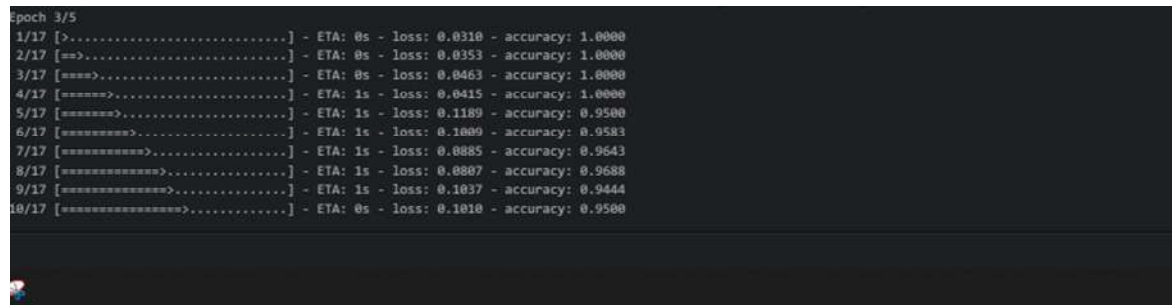 Epoch 3/5
1/17 [>.............................] - ETA: 0s - loss: 0.0310 - accuracy: 1.0000
2/17 [==>...........................] - ETA: 0s - loss: 0.0353 - accuracy: 1.0000
3/17 [====>.........................] - ETA: 0s - loss: 0.0463 - accuracy: 1.0000
4/17 [======>.......................] - ETA: 1s - loss: 0.0415 - accuracy: 1.0000
5/17 [=======>......................] - ETA: 1s - loss: 0.1189 - accuracy: 0.9500
6/17 [=========>....................] - ETA: 1s - loss: 0.1009 - accuracy: 0.9583
7/17 [===========>..................] - ETA: 1s - loss: 0.0885 - accuracy: 0.9643
8/17 [=============>................] - ETA: 1s - loss: 0.0807 - accuracy: 0.9688
9/17 [==============>...............] - ETA: 1s - loss: 0.1037 - accuracy: 0.9444
10/17 [================>.............] - ETA: 0s - loss: 0.1010 - accuracy: 0.9500